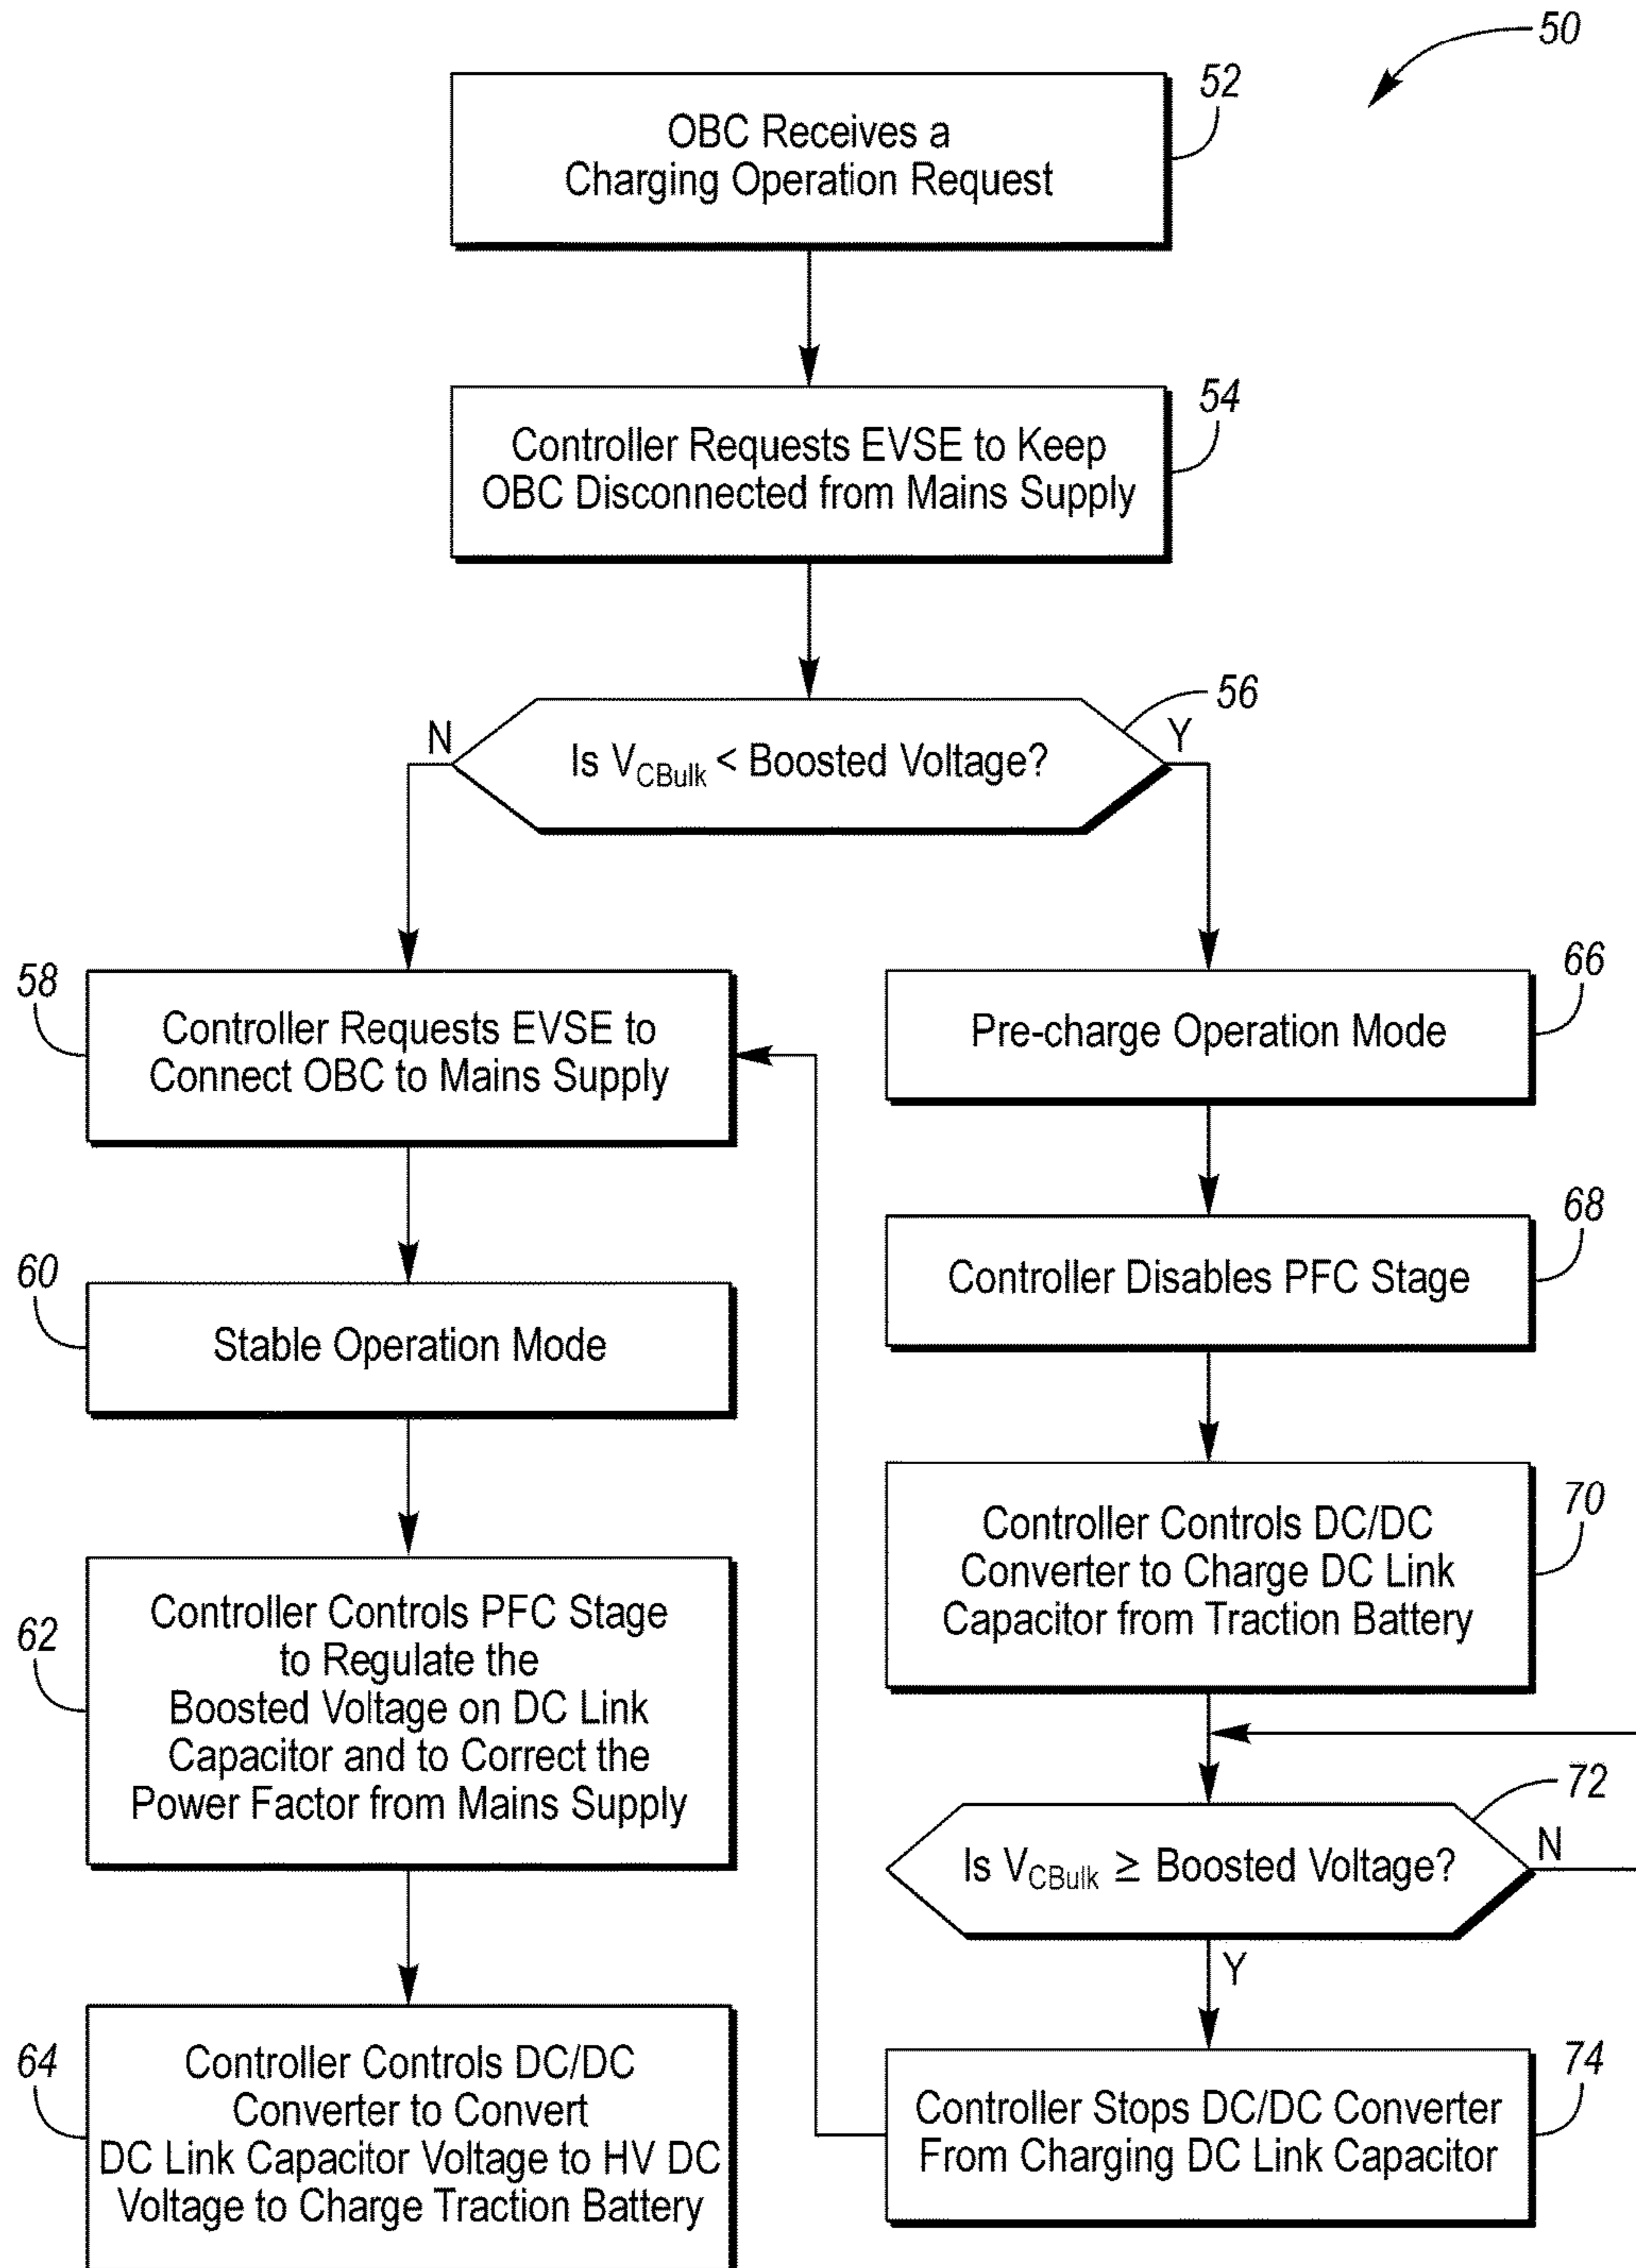 50
52
OBC Receives a
Charging Operation Request
54
Controller Requests EVSE to Keep
OBC Disconnected from Mains Supply
56
N
Y
Is VCBulk < Boosted Voltage?
58
Controller Requests EVSE to
Connect OBC to Mains Supply
60
Stable Operation Mode
62
Controller Controls PFC Stage
to Regulate the
Boosted Voltage on DC Link
Capacitor and to Correct the
Power Factor from Mains Supply
64
Controller Controls DC/DC
Converter to Convert
DC Link Capacitor Voltage to HV DC
Voltage to Charge Traction Battery
66
Pre-charge Operation Mode
68
Controller Disables PFC Stage
70
Controller Controls DC/DC
Converter to Charge DC Link
Capacitor from Traction Battery
72
Is VCBulk ≥ Boosted Voltage?
N
Y
74
Controller Stops DC/DC Converter
From Charging DC Link Capacitor